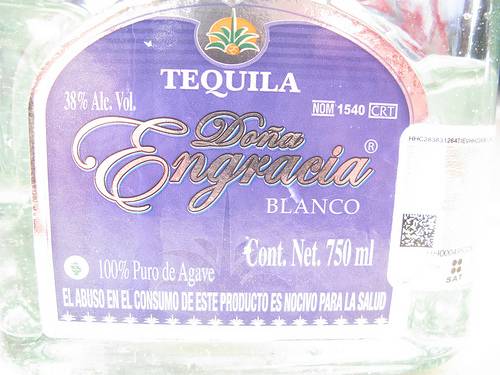 TEQUILA
38% Alc. Vol.
NOM 1540 CRT
Doña
Engracia ®
BLANCO
Cont. Net. 750 ml
100% Puro de Agave
EL ABUSO EN EL CONSUMO DE ESTE PRODUCTO ES NOCIVO PARA LA SALUD
SAT